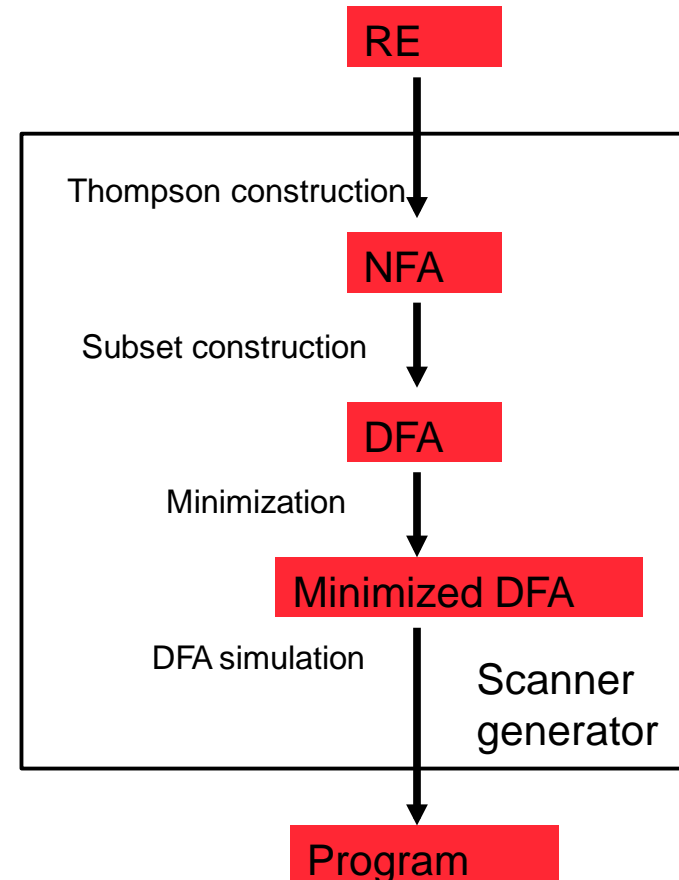 RE
Thompson construction
NFA
Subset construction
DFA
Minimization
Minimized DFA
DFA simulation
Scanner
generator
Program